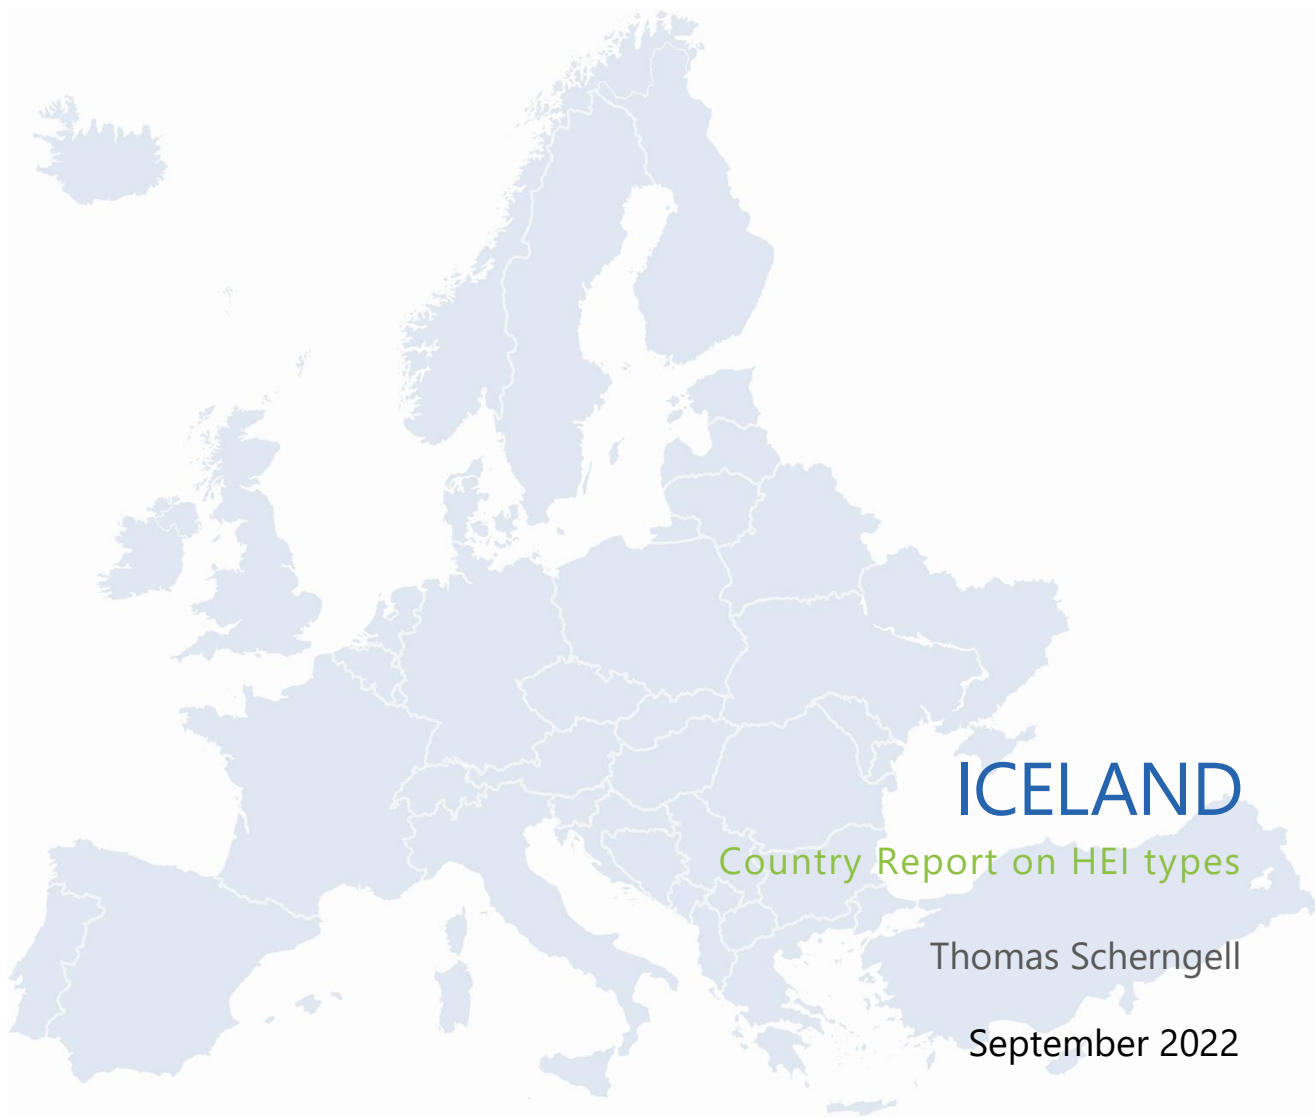 ICELAND
Country Report on HEI types
Thomas Scherngell
September 2022